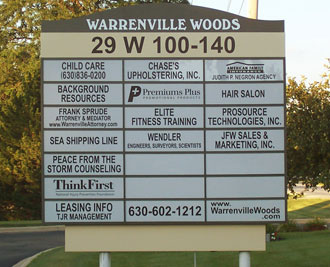 WARRENVILLE WOODS
29 W 100-140
CHILD CARE
(630)836-0200
CHASE'S
UPHOLSTERING, INC.
AMERICAN FAMILY
INSURANCE
JUDITH P. NEGRON AGENCY
BACKGROUND
RESOURCES
Premiums Plus
PROMOTIONAL PRODUCTS
HAIR SALON
FRANK SPRUDE
ATTORNEY & MEDIATOR
www.WarrenvilleAttorney.com
ELITE
FITNESS TRAINING
PROSOURCE
TECHNOLOGIES, INC.
SEA SHIPPING LINE
WENDLER
ENGINEERS, SURVEYORS, SCIENTISTS
JFW SALES &
MARKETING, INC.
PEACE FROM THE
STORM COUNSELING
ThinkFirst
LEASING INFO
TJR MANAGEMENT
630-602-1212
www.
WarrenvilleWoods
.com